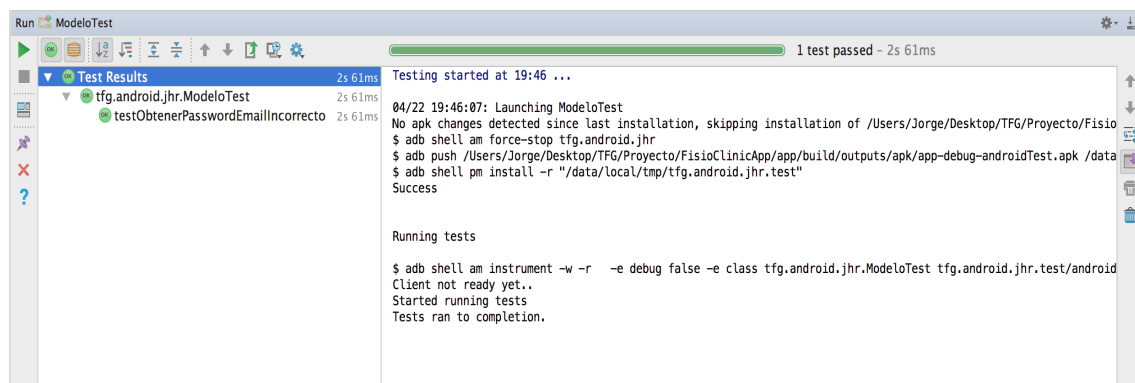 Run ModeloTest
1 test passed – 2s 61ms
Test Results 2s 61ms
tfg.android.jhr.ModeloTest 2s 61ms
testObtenerPasswordEmailIncorrecto 2s 61ms
Testing started at 19:46 ...
04/22 19:46:07: Launching ModeloTest
No apk changes detected since last installation, skipping installation of /Users/Jorge/Desktop/TFG/Proyecto/Fisio
$ adb shell am force-stop tfg.android.jhr
$ adb push /Users/Jorge/Desktop/TFG/Proyecto/FisioClinicApp/app/build/outputs/apk/app-debug-androidTest.apk /data
$ adb shell pm install -r "/data/local/tmp/tfg.android.jhr.test"
Success
Running tests
$ adb shell am instrument -w -r   -e debug false -e class tfg.android.jhr.ModeloTest tfg.android.jhr.test/android
Client not ready yet..
Started running tests
Tests ran to completion.